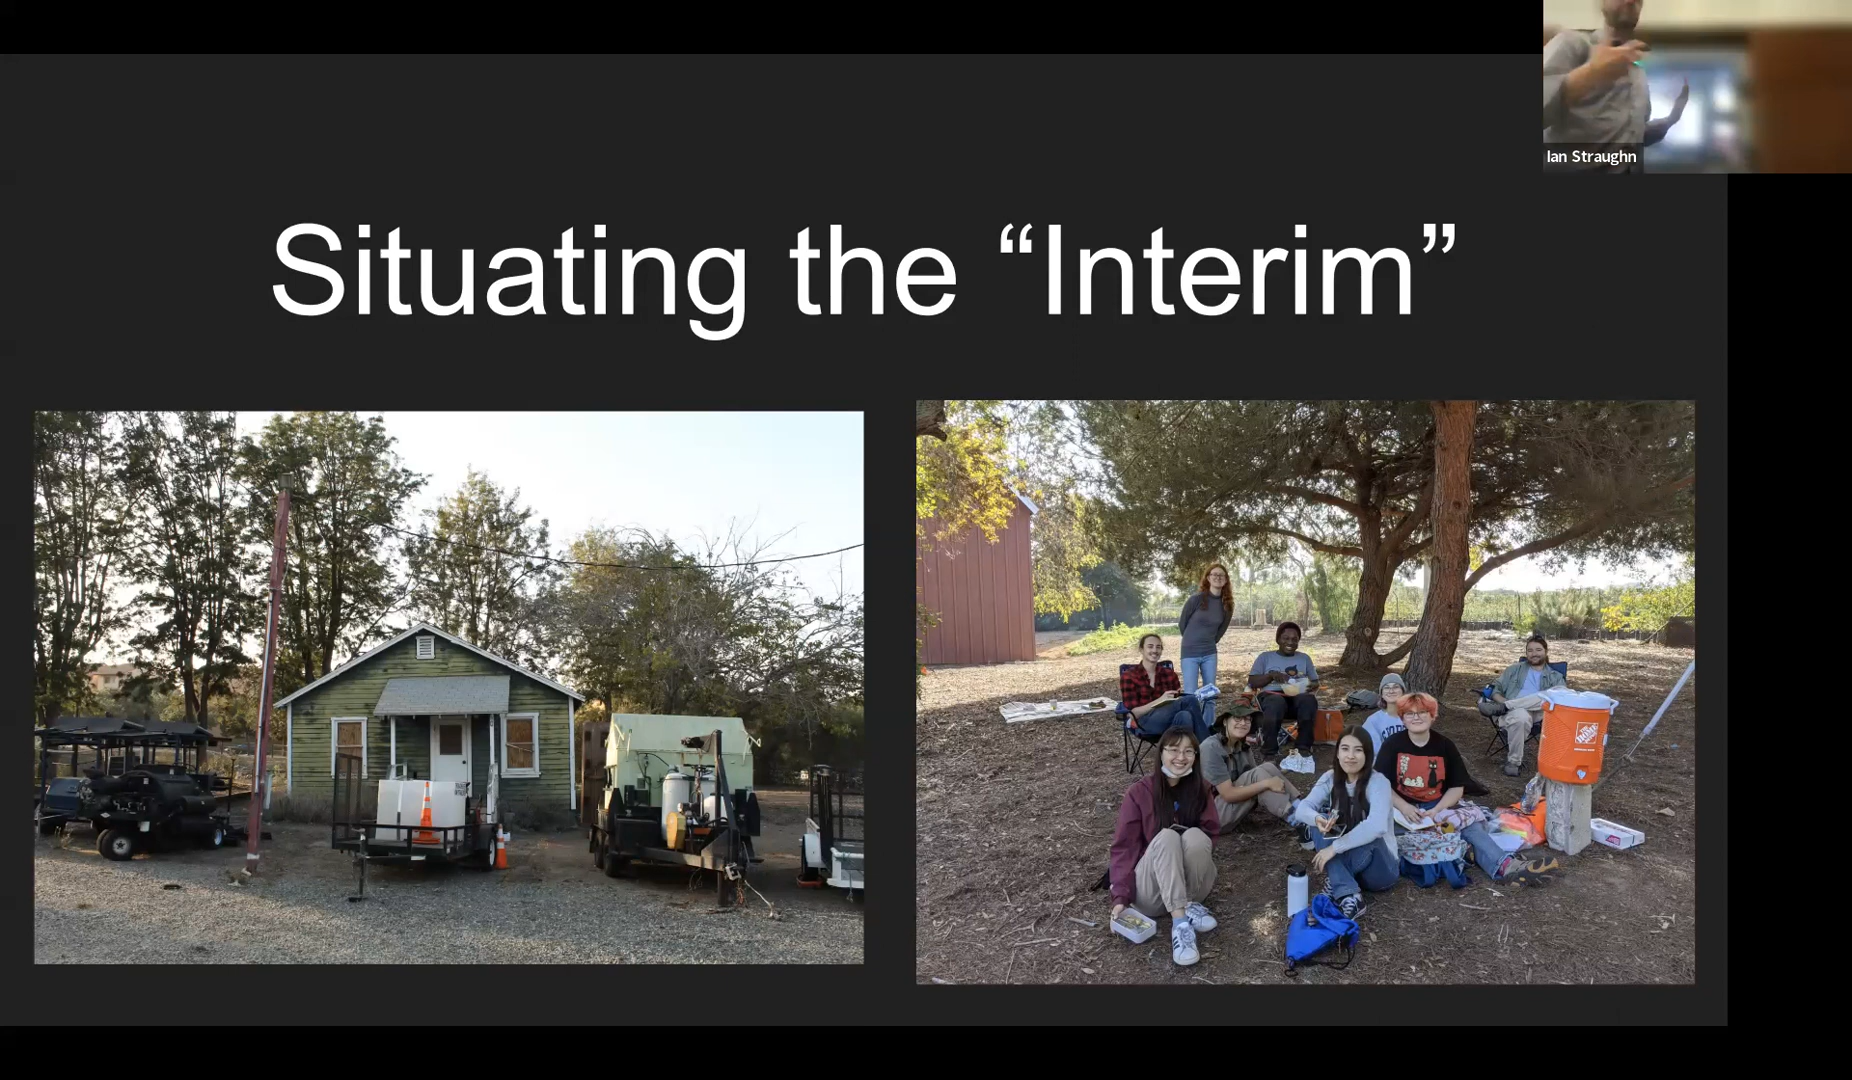 Ian Straughn
Situating the “Interim”